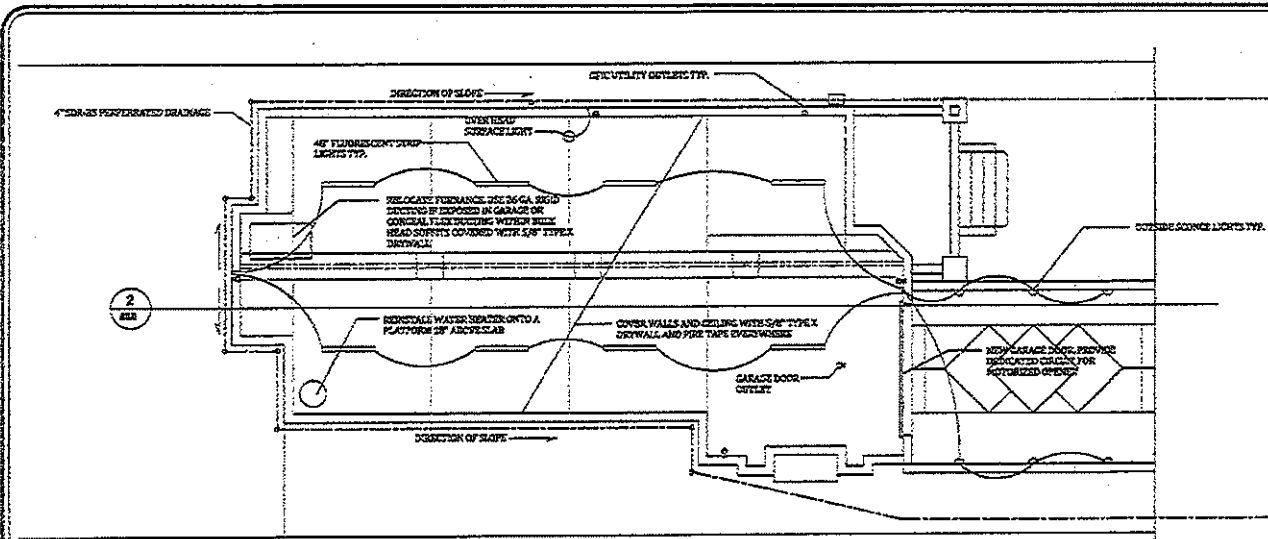 GFIC UTILITY OUTLETS TYP.
DIRECTION OF SLOPE
4" SDR-35 PERFERRATED DRAINAGE
OVER HEAD
SURFACE LIGHT
48" FLUORESCENT STRIP
LIGHTS TYP.
RELOCATE FURNANCE. USE 26 GA. RIGID
DUCTING IF EXPOSED IN GARAGE OR
CONCEAL FLEX DUCTING WITHIN BULK
HEAD SOFFITS COVERED WITH 5/8" TYPE X
DRYWALL
OUTSIDE SCONCE LIGHTS TYP.
2
REINSTALL WATER HEATER ONTO A
PLATFORM 18" ABOVE SLAB
COVER WALLS AND CEILING WITH 5/8" TYPE X
DRYWALL AND FIRE TAPE EVERYWHERE
NEW GARAGE DOOR, PROVIDE
DEDICATED CIRCUIT FOR
MOTORIZED OPENER
GARAGE DOOR
OUTLET
DIRECTION OF SLOPE